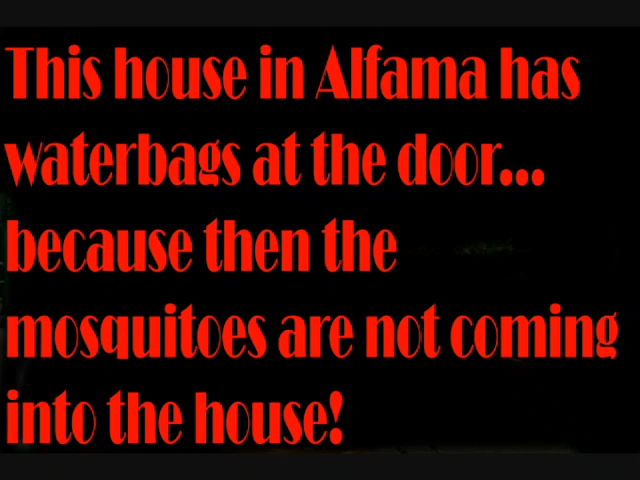 This house in Alfama has
waterbags at the door...
because then the
mosquitoes are not coming
into the house!